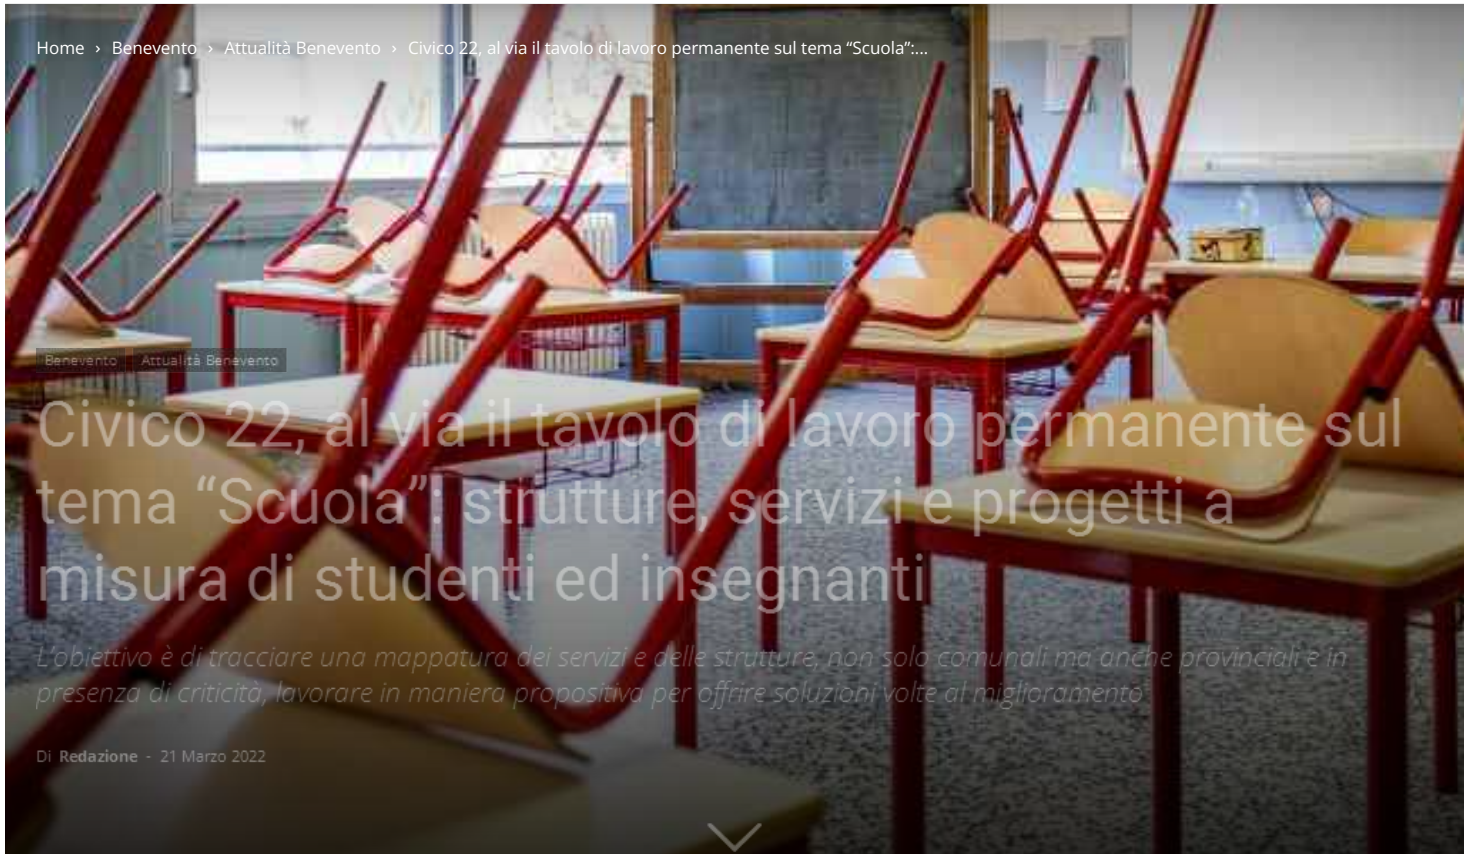 Home › Benevento › Attualità Benevento › Civico 22, al via il tavolo di lavoro permanente sul tema “Scuola”:...
Benevento Attualità Benevento
Civico 22, al via il tavolo di lavoro permanente sul
tema “Scuola”: strutture, servizi e progetti a
misura di studenti ed insegnanti
L’obiettivo è di tracciare una mappatura dei servizi e delle strutture, non solo comunali ma anche provinciali e in
presenza di criticità, lavorare in maniera propositiva per offrire soluzioni volte al miglioramento
Di Redazione - 21 Marzo 2022